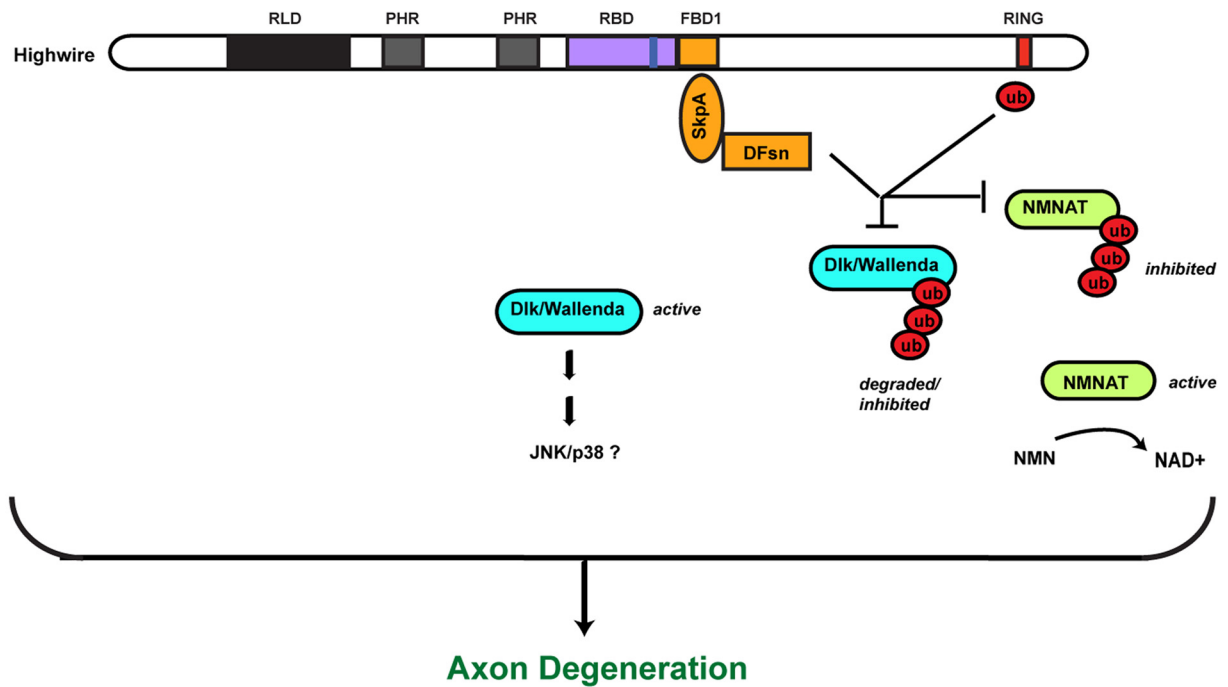 RLD PHR PHR RBD FBD1 RING
Highwire
ub
SkpA
DFsn
NMNAT
ub
ub
ub
inhibited
Dlk/Wallenda
ub
ub
ub
degraded/
inhibited
Dlk/Wallenda active
JNK/p38 ?
NMNAT active
NMN NAD+
Axon Degeneration